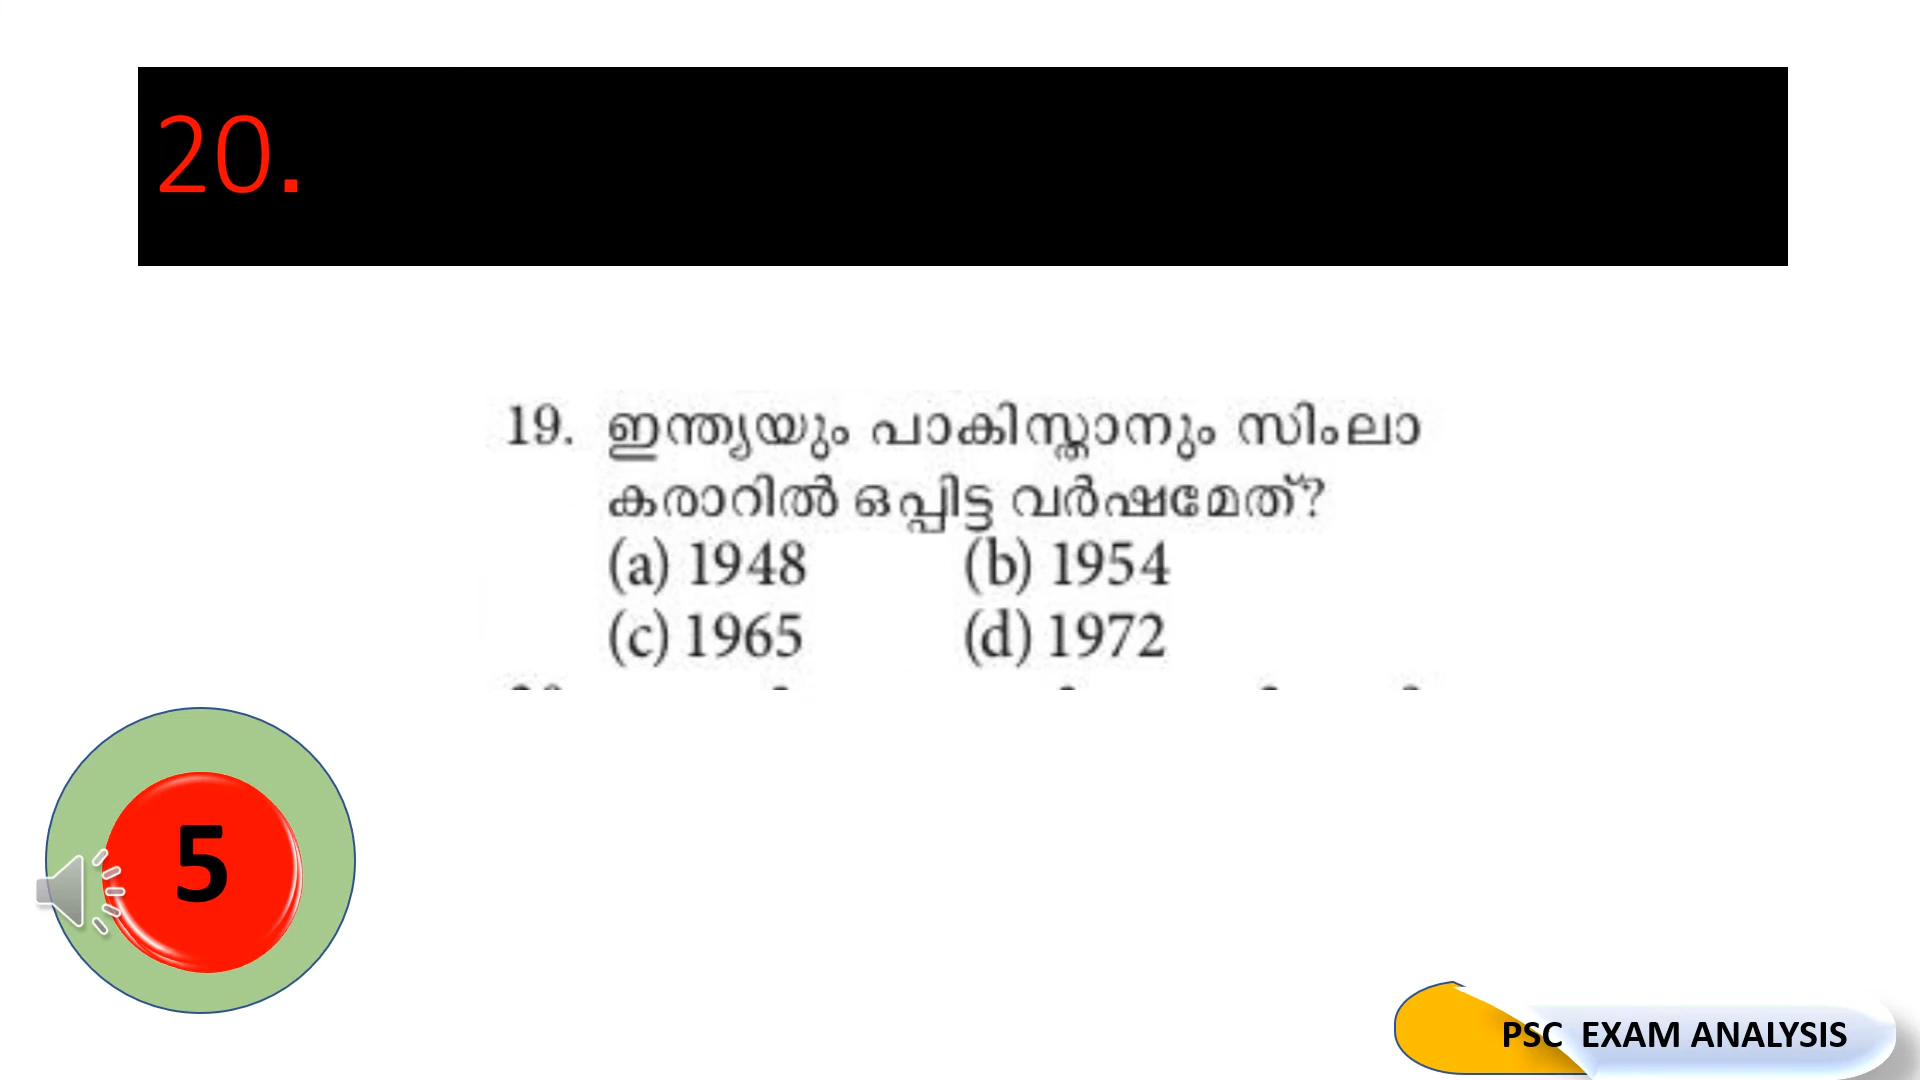 20.
19. ഇന്ത്യയും പാകിസ്താനും സിംലാ
കരാറിൽ ഒപ്പിട്ട വർഷമേത്?
(a) 1948 (b) 1954
(c) 1965 (d) 1972
5
PSC EXAM ANALYSIS